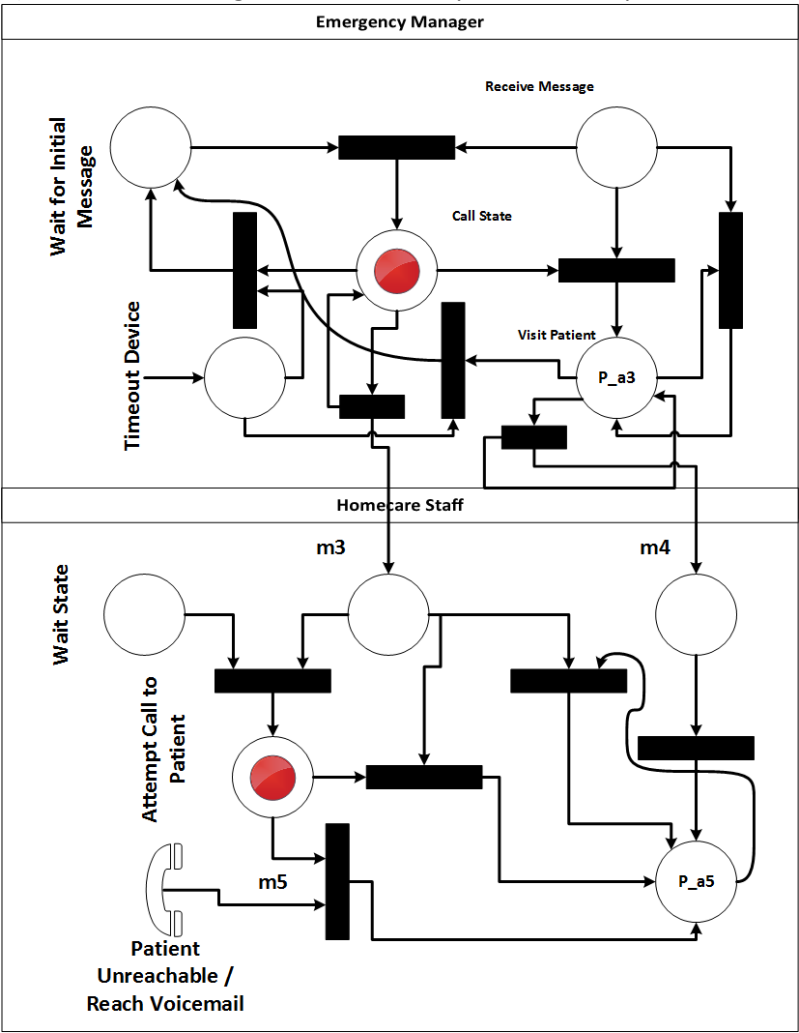 Emergency Manager
Receive Message
Wait for Initial
Message
Call State
Visit Patient
Timeout Device
P_a3
Homecare Staff
m3
m4
Wait State
Attempt Call to
Patient
m5
P_a5
Patient
Unreachable /
Reach Voicemail